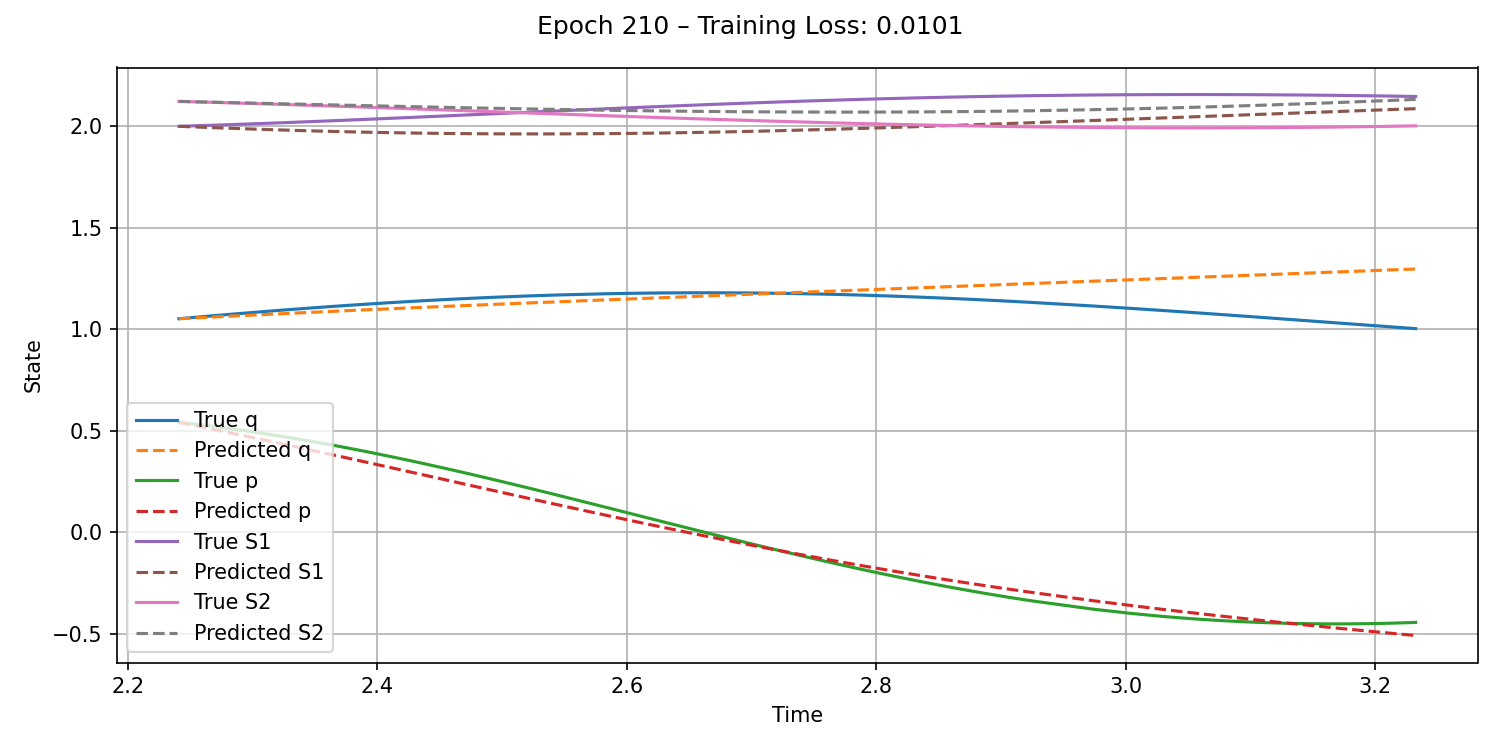 Epoch 210 – Training Loss: 0.0101
2.0
1.5
1.0
0.5
0.0
−0.5
State
True q
Predicted q
True p
Predicted p
True S1
Predicted S1
True S2
Predicted S2
2.2 2.4 2.6 2.8 3.0 3.2
Time